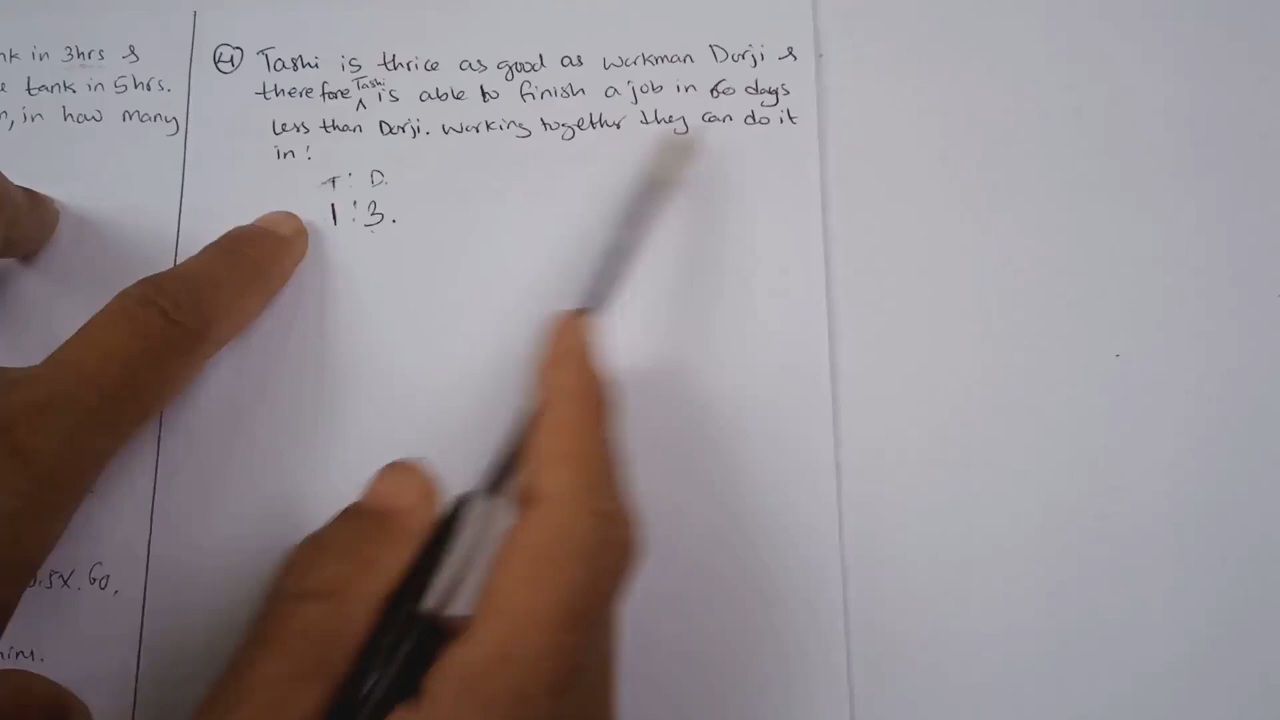 nk in 3hrs &
e tank in 5hrs.
n, in how many
4 Tashi is thrice as good as workman Dorji &
therefore Tashi is able to finish a job in 60 days
less than Dorji. Working together they can do it
in:
T : D.
1 : 3.
.5x. 60,
mins.